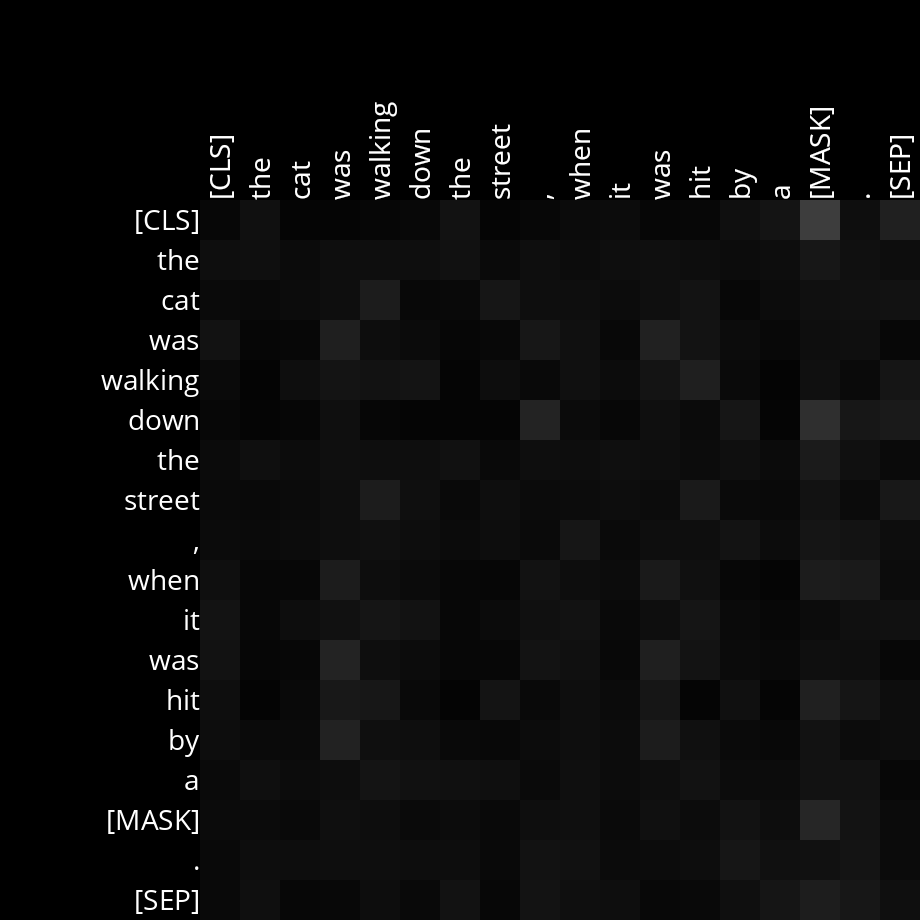 [CLS] the cat was walking down the street , when it was hit by a [MASK] . [SEP]
[CLS]
the
cat
was
walking
down
the
street
,
when
it
was
hit
by
a
[MASK]
.
[SEP]